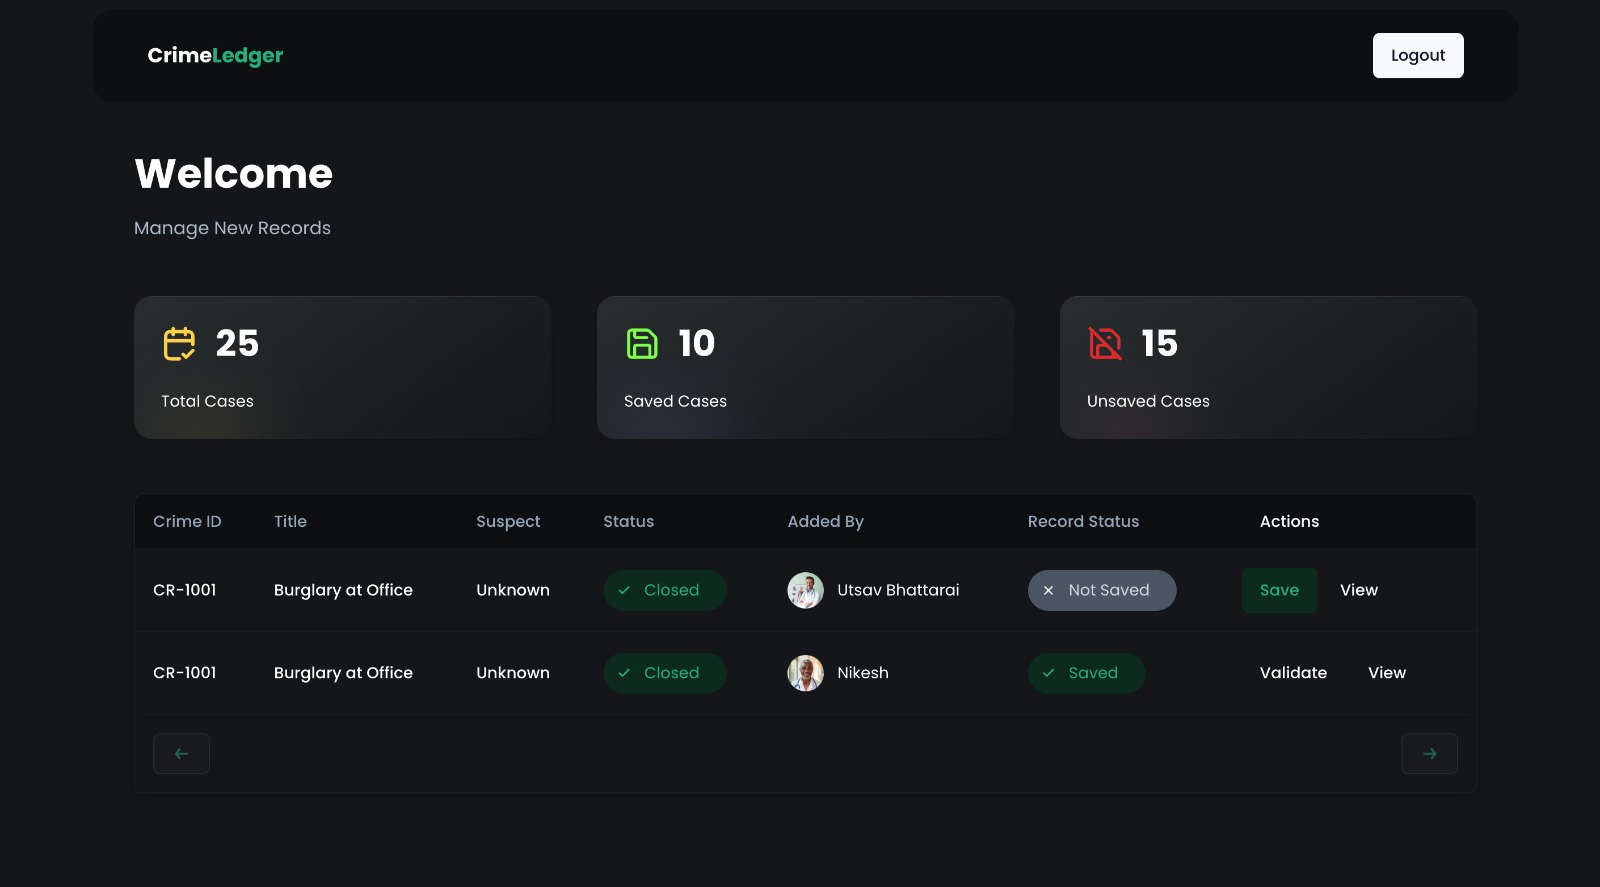 CrimeLedger
Logout
Welcome
Manage New Records
25
Total Cases
10
Saved Cases
15
Unsaved Cases
Crime ID Title Suspect Status Added By Record Status Actions
CR-1001 Burglary at Office Unknown Closed Utsav Bhattarai Not Saved Save View
CR-1001 Burglary at Office Unknown Closed Nikesh Saved Validate View